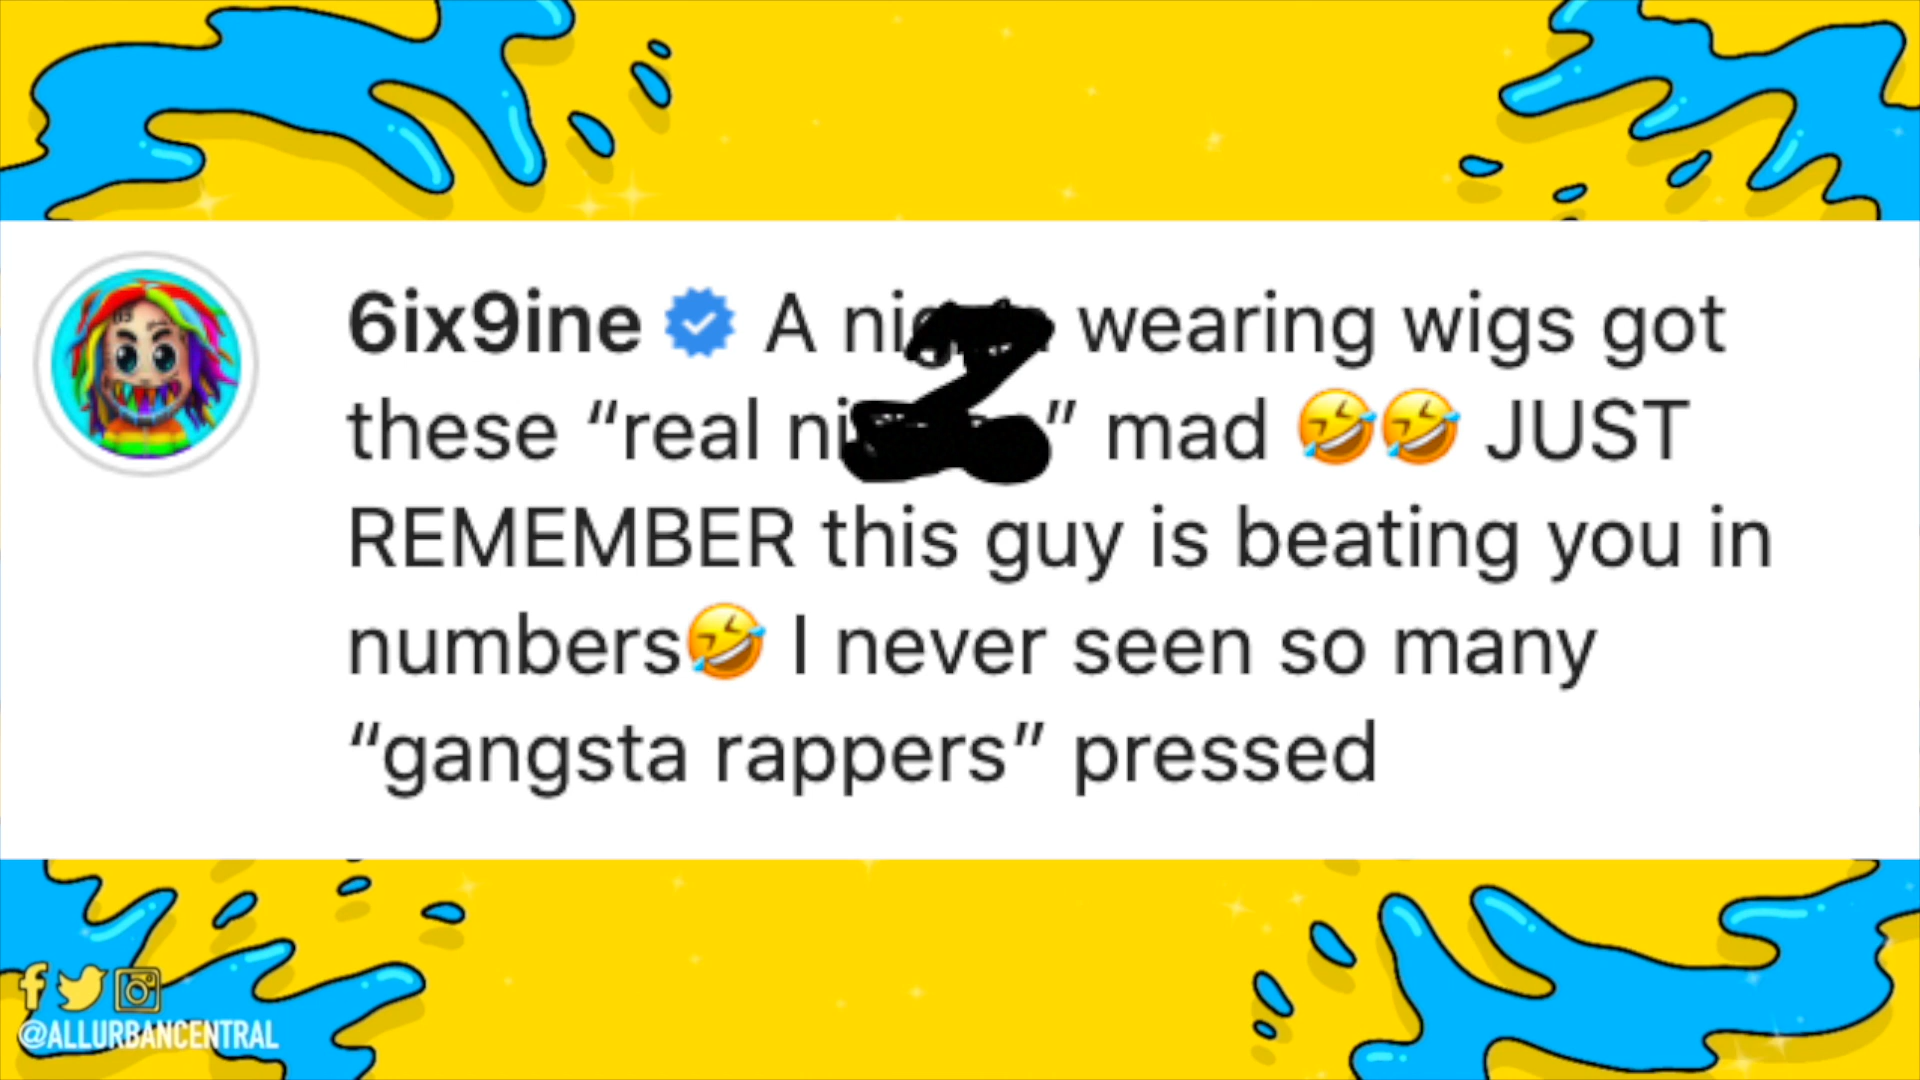 6ix9ine A wearing wigs got
these “real ” mad 🤣🤣 JUST
REMEMBER this guy is beating you in
numbers🤣 I never seen so many
“gangsta rappers” pressed
@ALLURBANCENTRAL